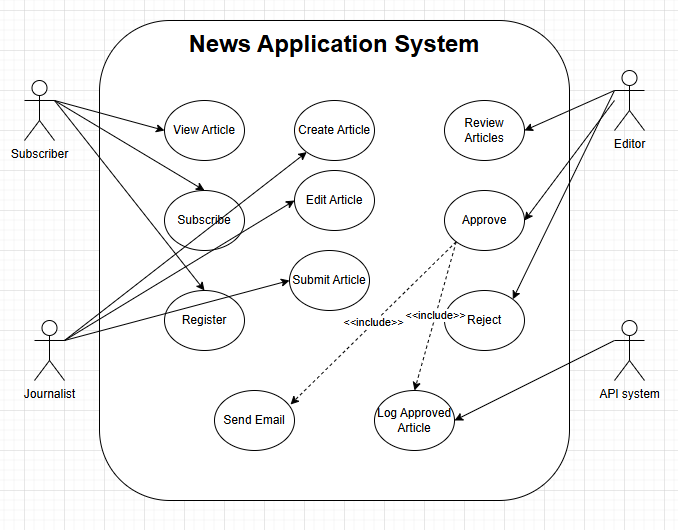 News Application System
View Article
Create Article
Review
Articles
Subscriber
Editor
Edit Article
Subscribe
Approve
Submit Article
Register
Reject
<<include>>
<<include>>
Journalist
API system
Send Email
Log Approved
Article